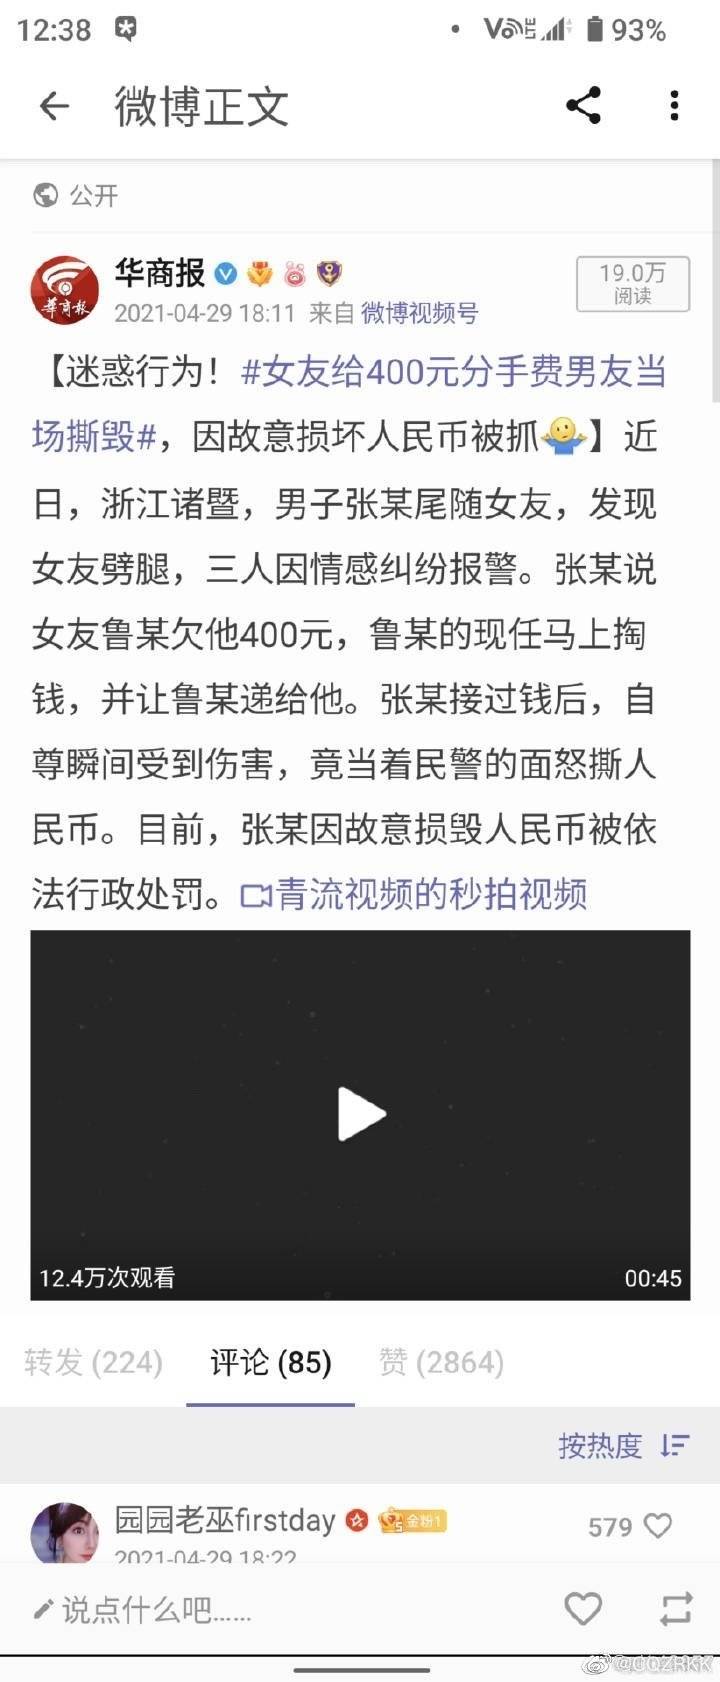 12:38
VoLTE 93%
微博正文
公开
华商报
19.0万
阅读
2021-04-29 18:11 来自 微博视频号
華商報
【迷惑行为！#女友给400元分手费男友当
场撕毁#，因故意损坏人民币被抓🤷】近
日，浙江诸暨，男子张某尾随女友，发现
女友劈腿，三人因情感纠纷报警。张某说
女友鲁某欠他400元，鲁某的现任马上掏
钱，并让鲁某递给他。张某接过钱后，自
尊瞬间受到伤害，竟当着民警的面怒撕人
民币。目前，张某因故意损毁人民币被依
法行政处罚。青流视频的秒拍视频
12.4万次观看
00:45
转发 (224) 评论 (85) 赞 (2864)
按热度
园园老巫firstday 5 金粉1
579
2021-04-29 18:22
说点什么吧......